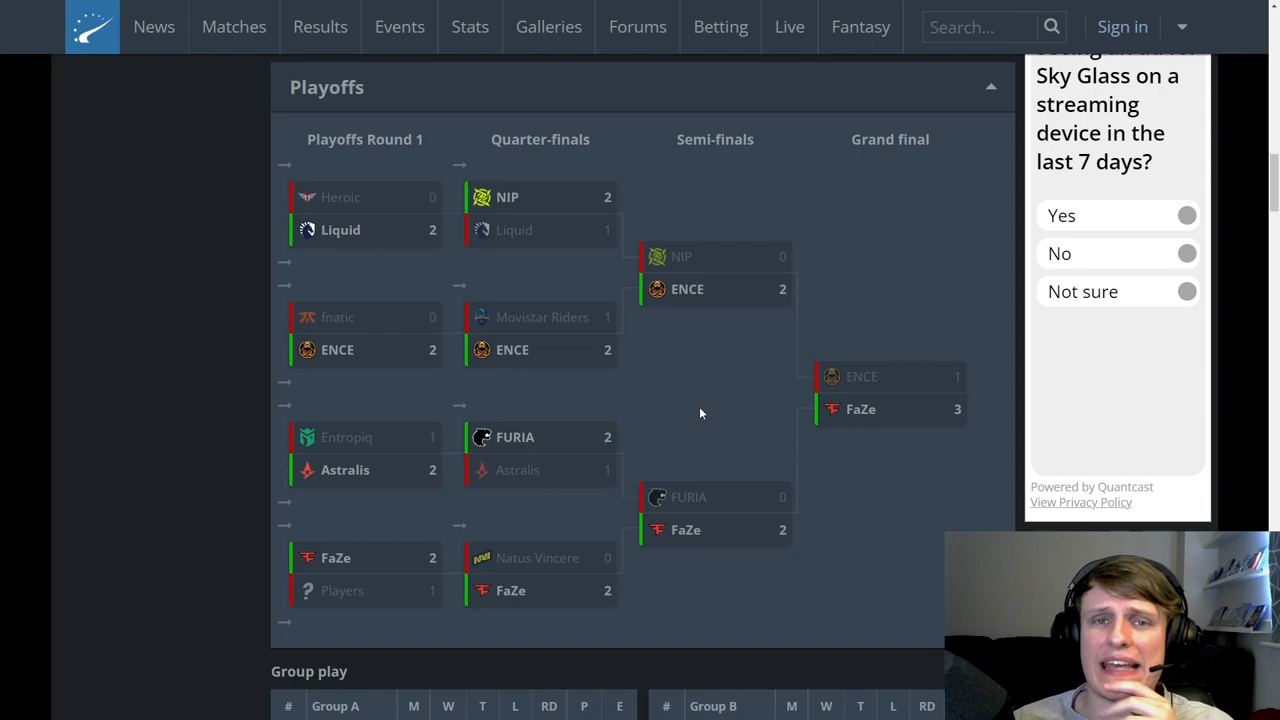 News Matches Results Events Stats Galleries Forums Betting Live Fantasy Search... Sign in
Playoffs
Playoffs Round 1 Quarter-finals Semi-finals Grand final
Heroic 0
Liquid 2
fnatic 0
ENCE 2
Entropiq 1
Astralis 2
FaZe 2
? Players 1
NIP 2
Liquid 1
Movistar Riders 1
ENCE 2
FURIA 2
Astralis 1
Natus Vincere 0
FaZe 2
NIP 0
ENCE 2
FURIA 0
FaZe 2
ENCE 1
FaZe 3
Group play
# Group A M W T L RD P E
# Group B M W T L RD
Sky Glass on a
streaming
device in the
last 7 days?
Yes
No
Not sure
Powered by Quantcast
View Privacy Policy